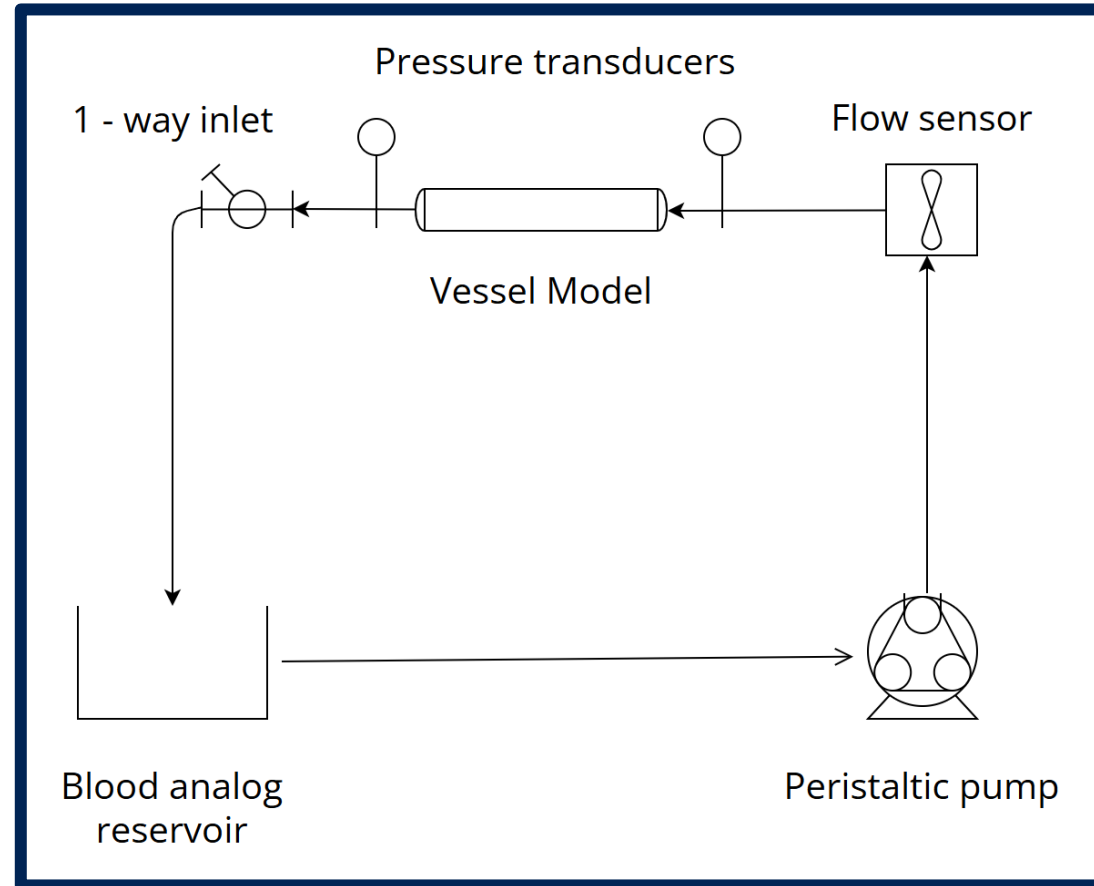 Pressure transducers
1 - way inlet
Flow sensor
Vessel Model
Blood analog
reservoir
Peristaltic pump